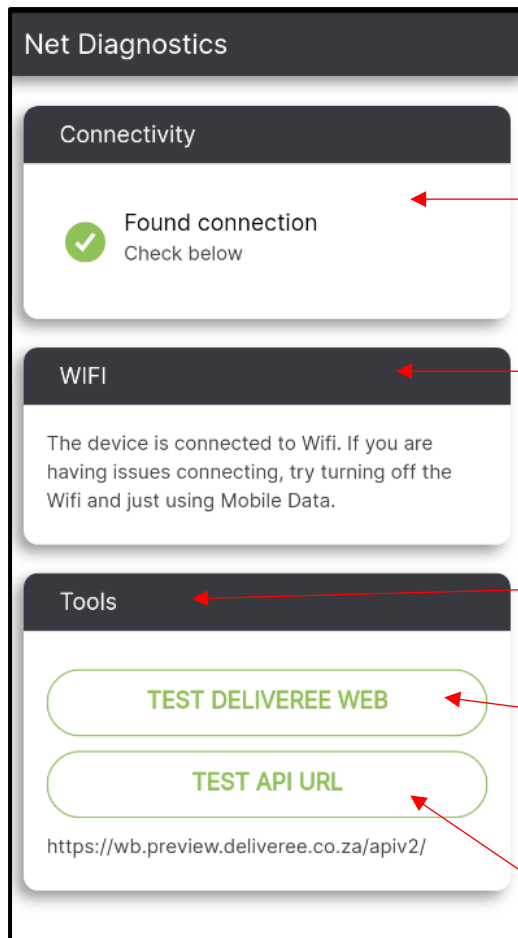 Net Diagnostics
Connectivity
Found connection
Check below
WIFI
The device is connected to Wifi. If you are
having issues connecting, try turning off the
Wifi and just using Mobile Data.
Tools
TEST DELIVEREE WEB
TEST API URL
https://wb.preview.deliveree.co.za/apiv2/